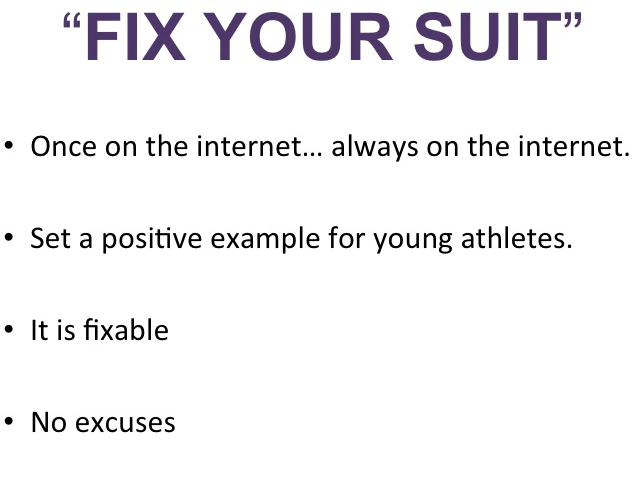 “FIX YOUR SUIT”
• Once on the internet… always on the internet.
• Set a positive example for young athletes.
• It is fixable
• No excuses